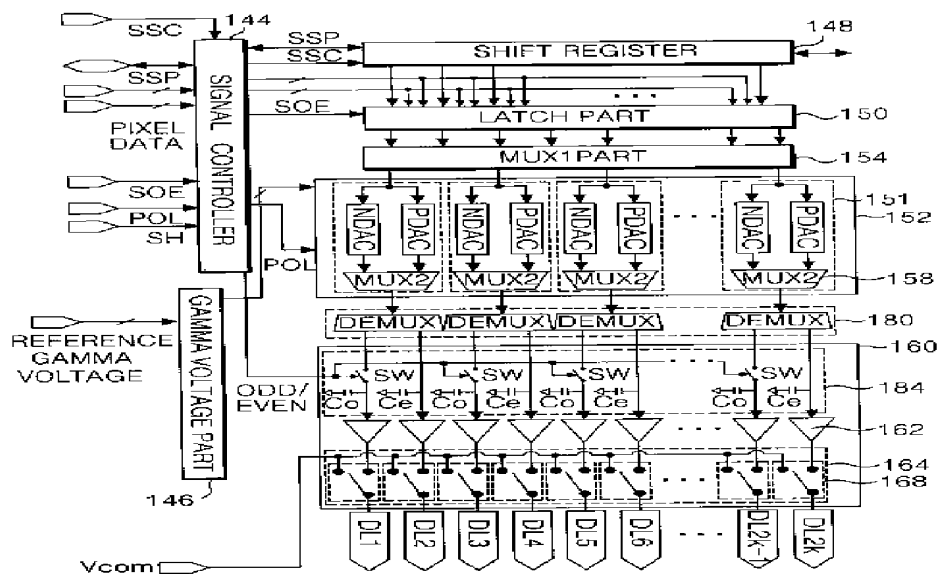 SSC
144
SSP
SSC
SHIFT REGISTER
148
SSP
SOE
LATCH PART
150
PIXEL
DATA
SIGNAL CONTROLLER
MUX1 PART
154
SOE
POL
SH
POL
NDAC PDAC NDAC PDAC NDAC PDAC NDAC PDAC
151
152
MUX2 MUX2 MUX2 MUX2
158
DEMUX DEMUX DEMUX DEMUX
180
REFERENCE
GAMMA
VOLTAGE
GAMMA VOLTAGE PART
146
ODD/
EVEN
160
SW SW SW SW
Co Ce Co Ce Co Ce Co Ce
184
162
164
168
DL1 DL2 DL3 DL4 DL5 DL6 DL2k-1 DL2k
Vcom